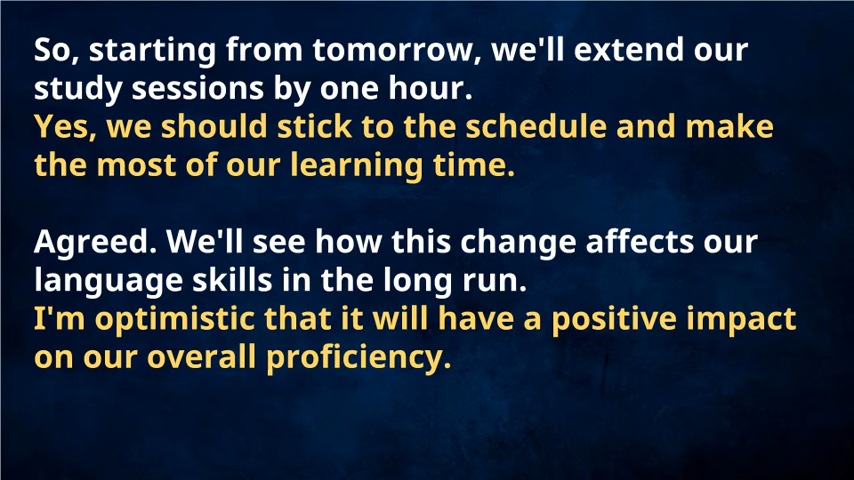 So, starting from tomorrow, we'll extend our
study sessions by one hour.
Yes, we should stick to the schedule and make
the most of our learning time.
Agreed. We'll see how this change affects our
language skills in the long run.
I'm optimistic that it will have a positive impact
on our overall proficiency.